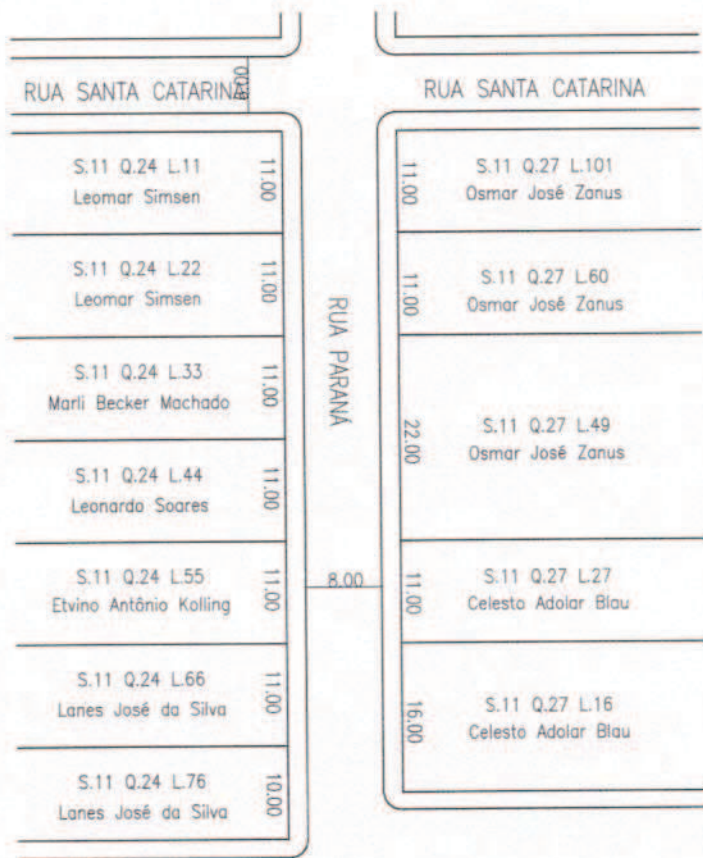 RUA SANTA CATARINA
6.00
RUA SANTA CATARINA
S.11 Q.24 L.11
Leomar Simsen
11.00
S.11 Q.24 L.22
Leomar Simsen
11.00
S.11 Q.24 L.33
Marli Becker Machado
11.00
S.11 Q.24 L.44
Leonardo Soares
11.00
S.11 Q.24 L.55
Etvino Antônio Kolling
11.00
S.11 Q.24 L.66
Lanes José da Silva
11.00
S.11 Q.24 L.76
Lanes José da Silva
10.00
RUA PARANÁ
8.00
11.00
S.11 Q.27 L.101
Osmar José Zanus
11.00
S.11 Q.27 L.60
Osmar José Zanus
22.00
S.11 Q.27 L.49
Osmar José Zanus
11.00
S.11 Q.27 L.27
Celesto Adolar Blau
16.00
S.11 Q.27 L.16
Celesto Adolar Blau